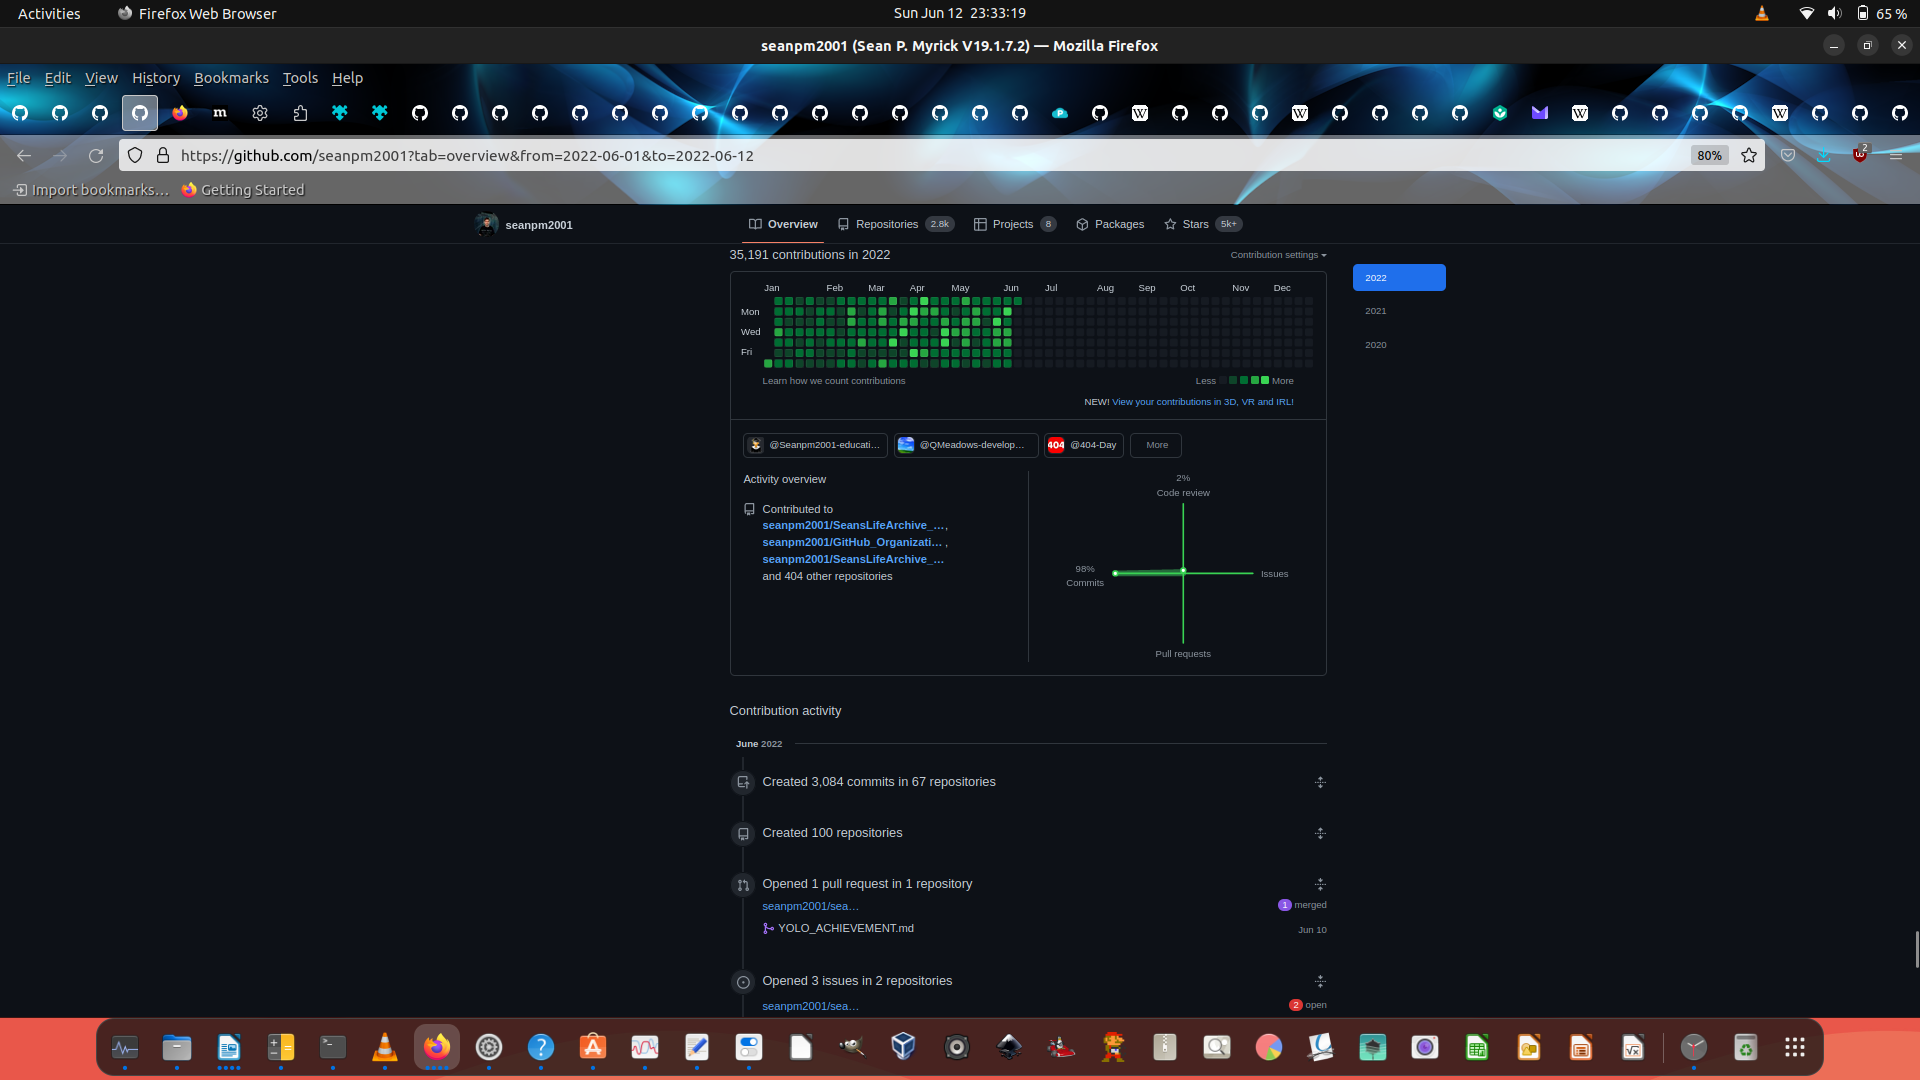 Activities Firefox Web Browser Sun Jun 12 23:33:19 65 %
seanpm2001 (Sean P. Myrick V19.1.7.2) — Mozilla Firefox
File Edit View History Bookmarks Tools Help
https://github.com/seanpm2001?tab=overview&from=2022-06-01&to=2022-06-12 80% 2
Import bookmarks... Getting Started
seanpm2001 Overview Repositories 2.8k Projects 8 Packages Stars 5k+
35,191 contributions in 2022 Contribution settings
2022
2021
2020
Jan Feb Mar Apr May Jun Jul Aug Sep Oct Nov Dec
Mon
Wed
Fri
Learn how we count contributions Less More
NEW! View your contributions in 3D, VR and IRL!
@Seanpm2001-educati... @QMeadows-develop... 404 @404-Day More
Activity overview
Contributed to
seanpm2001/SeansLifeArchive_...,
seanpm2001/GitHub_Organizati... ,
seanpm2001/SeansLifeArchive_...
and 404 other repositories
2%
Code review
98%
Commits
Issues
Pull requests
Contribution activity
June 2022
Created 3,084 commits in 67 repositories
Created 100 repositories
Opened 1 pull request in 1 repository
seanpm2001/sea... 1 merged
YOLO_ACHIEVEMENT.md Jun 10
Opened 3 issues in 2 repositories
seanpm2001/sea... 2 open